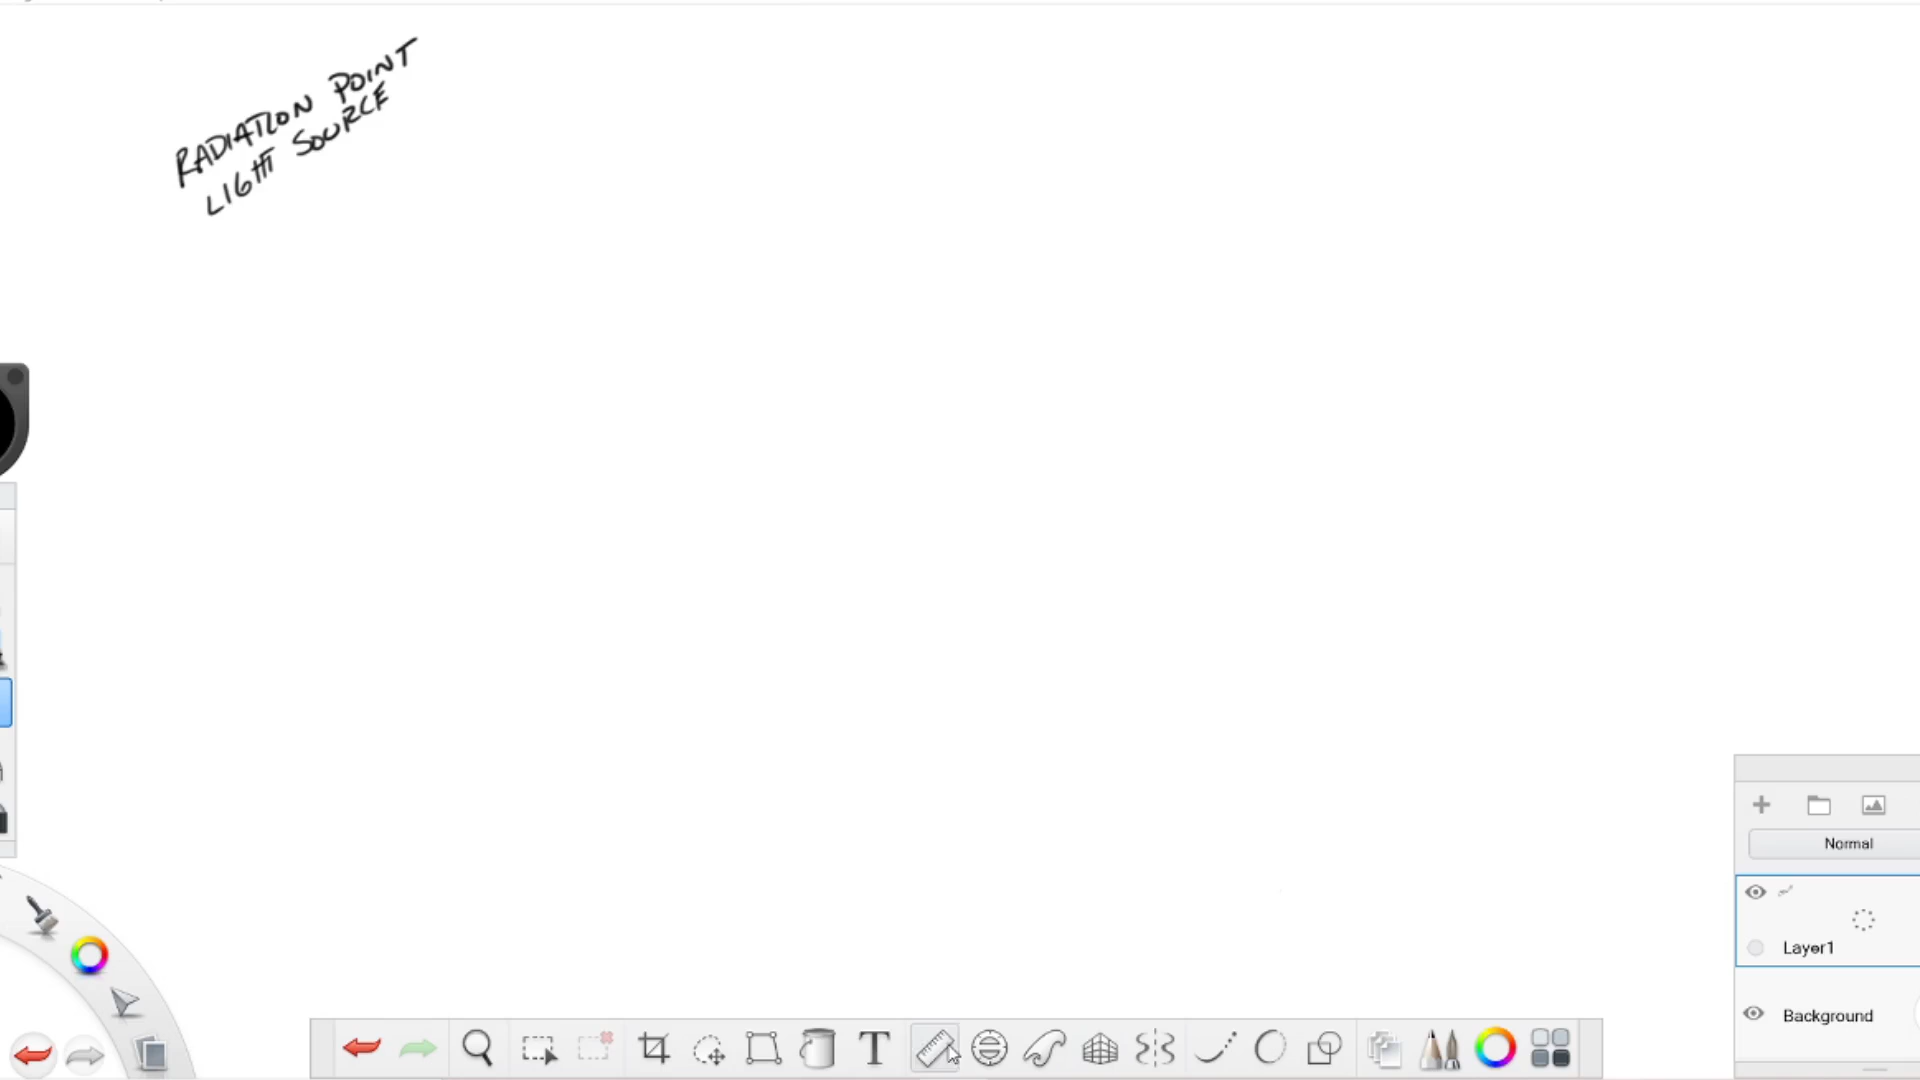 RADIATION POINT
LIGHT SOURCE
Normal
Layer1
Background